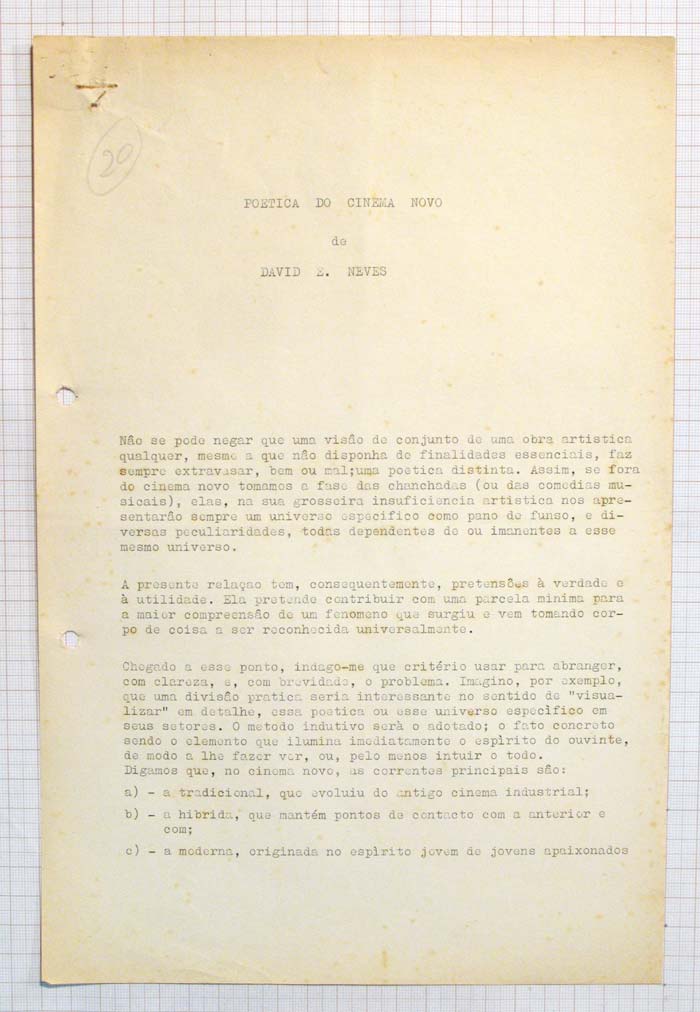 20
POETICA DO CINEMA NOVO
de
DAVID E. NEVES
Não se pode negar que uma visão de conjunto de uma obra artistica
qualquer, mesmo a que não disponha de finalidades essenciais, faz
sempre extravasar, bem ou mal;uma poetica distinta. Assim, se fora
do cinema novo tomamos a fase das chanchadas (ou das comedias mu-
sicais), elas, na sua grosseira insuficiencia artistica nos apre-
sentarão sempre um universo especifico como pano de funso, e di-
versas peculiaridades, todas dependentes de ou imanentes a esse
mesmo universo.
A presente relaçao tem, consequentemente, pretensões à verdade e
à utilidade. Ela pretende contribuir com uma parcela minima para
a maior compreensão de um fenomeno que surgiu e vem tomando cor-
po de coisa a ser reconhecida universalmente.
Chegado a esse ponto, indago-me que critério usar para abranger,
com clareza, e, com brevidade, o problema. Imagino, por exemplo,
que uma divisão pratica seria interessante no sentido de "visua-
lizar" em detalhe, essa poetica ou esse universo especìfico em
seus setores. O metodo indutivo serà o adotado; o fato concreto
sendo o elemento que ilumina imediatamente o espìrito do ouvinte,
de modo a lhe fazer ver, ou, pelo menos intuir o todo.
Digamos que, no cinema novo, as correntes principais são:
a) - a tradicional, que evoluiu do antigo cinema industrial;
b) - a hibrida, que mantém pontos de contacto com a anterior e
com;
c) - a moderna, originada no espìrito jovem de jovens apaixonados